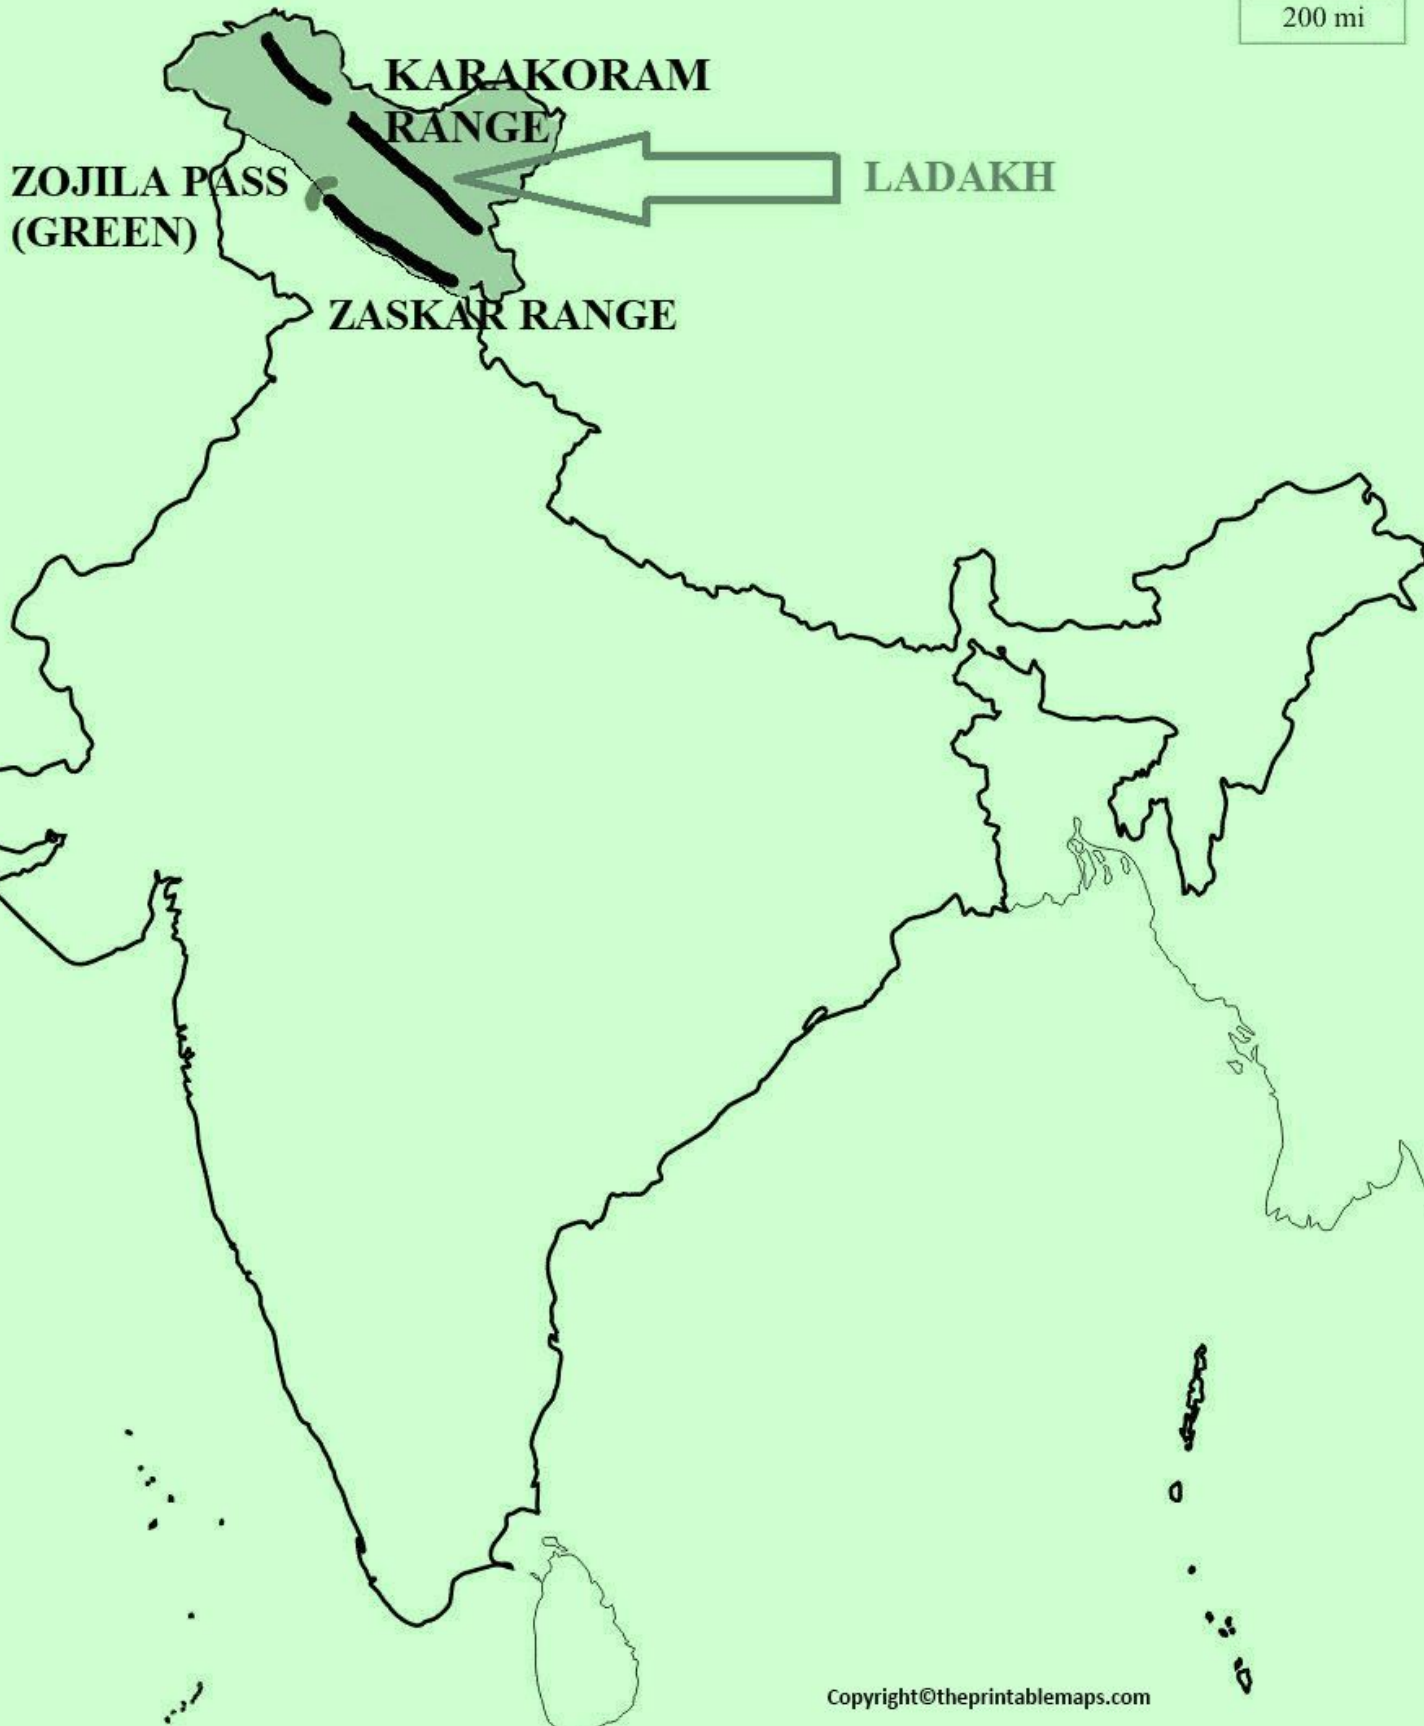 200 mi
KARAKORAM
RANGE
ZOJILA PASS
(GREEN)
LADAKH
ZASKAR RANGE
Copyright©theprintablemaps.com